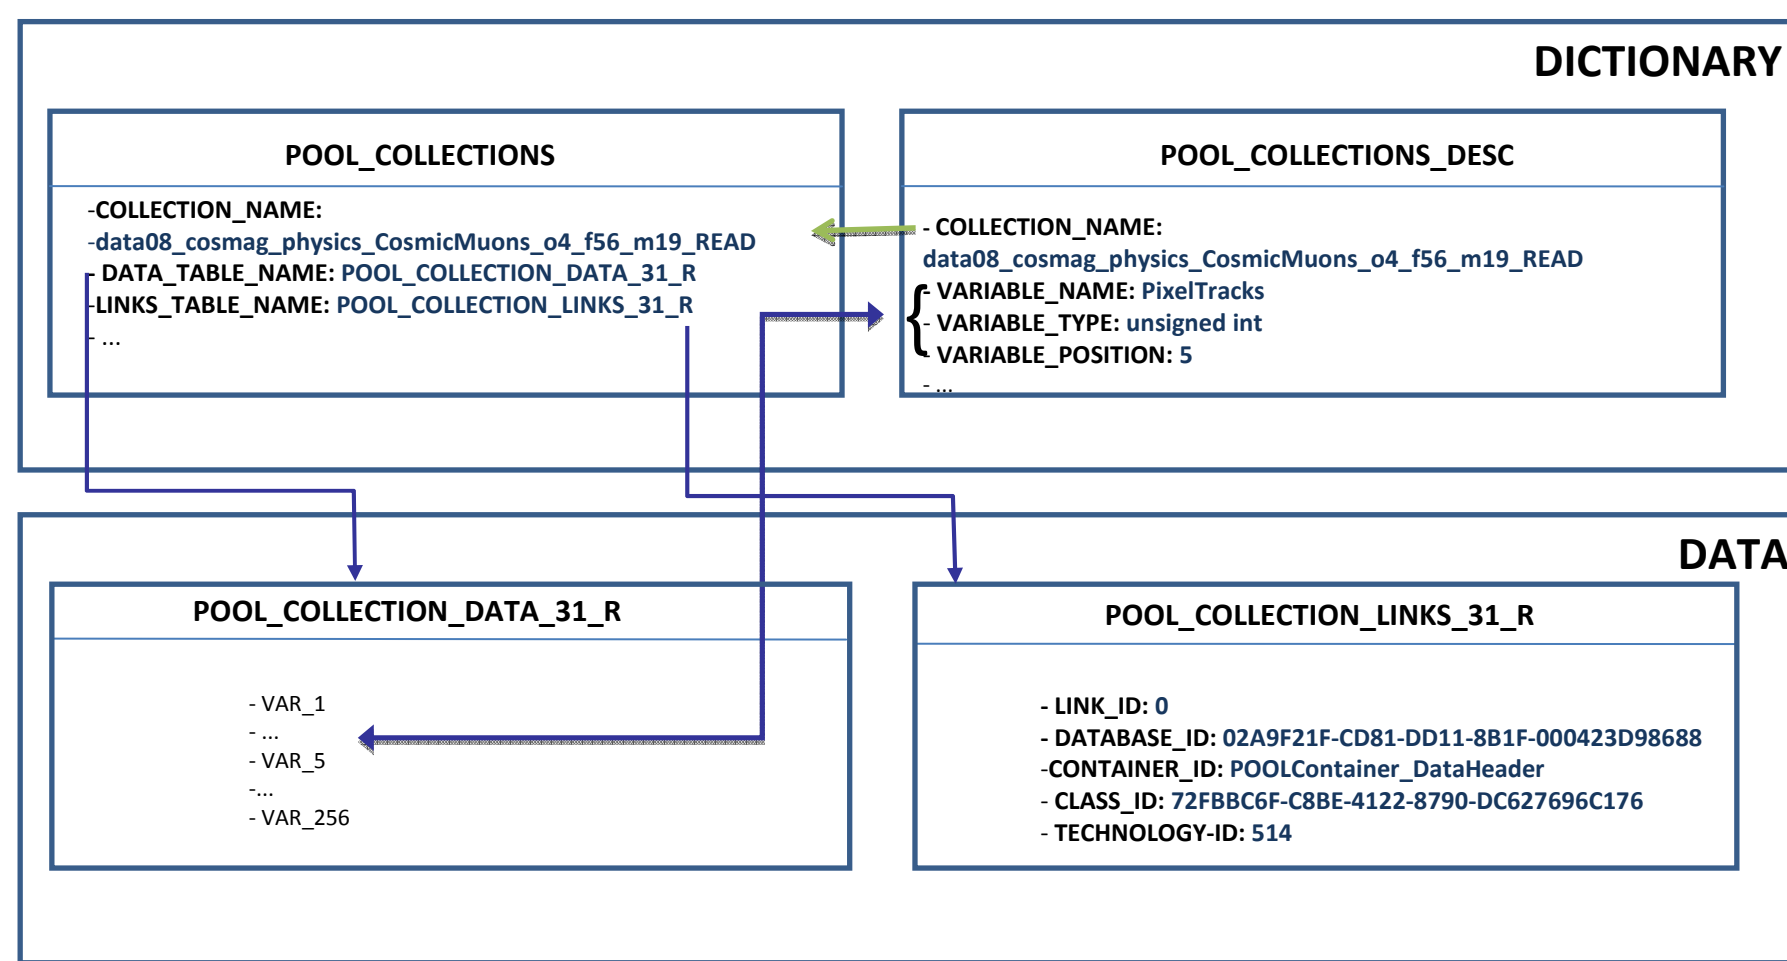 DICTIONARY
POOL_COLLECTIONS
-COLLECTION_NAME:
-data08_cosmag_physics_CosmicMuons_o4_f56_m19_READ
- DATA_TABLE_NAME: POOL_COLLECTION_DATA_31_R
-LINKS_TABLE_NAME: POOL_COLLECTION_LINKS_31_R
- ...
POOL_COLLECTIONS_DESC
- COLLECTION_NAME:
data08_cosmag_physics_CosmicMuons_o4_f56_m19_READ
- VARIABLE_NAME: PixelTracks
- VARIABLE_TYPE: unsigned int
- VARIABLE_POSITION: 5
- ...
DATA
POOL_COLLECTION_DATA_31_R
- VAR_1
- ...
- VAR_5
-...
- VAR_256
POOL_COLLECTION_LINKS_31_R
- LINK_ID: 0
- DATABASE_ID: 02A9F21F-CD81-DD11-8B1F-000423D98688
-CONTAINER_ID: POOLContainer_DataHeader
- CLASS_ID: 72FBBC6F-C8BE-4122-8790-DC627696C176
- TECHNOLOGY-ID: 514